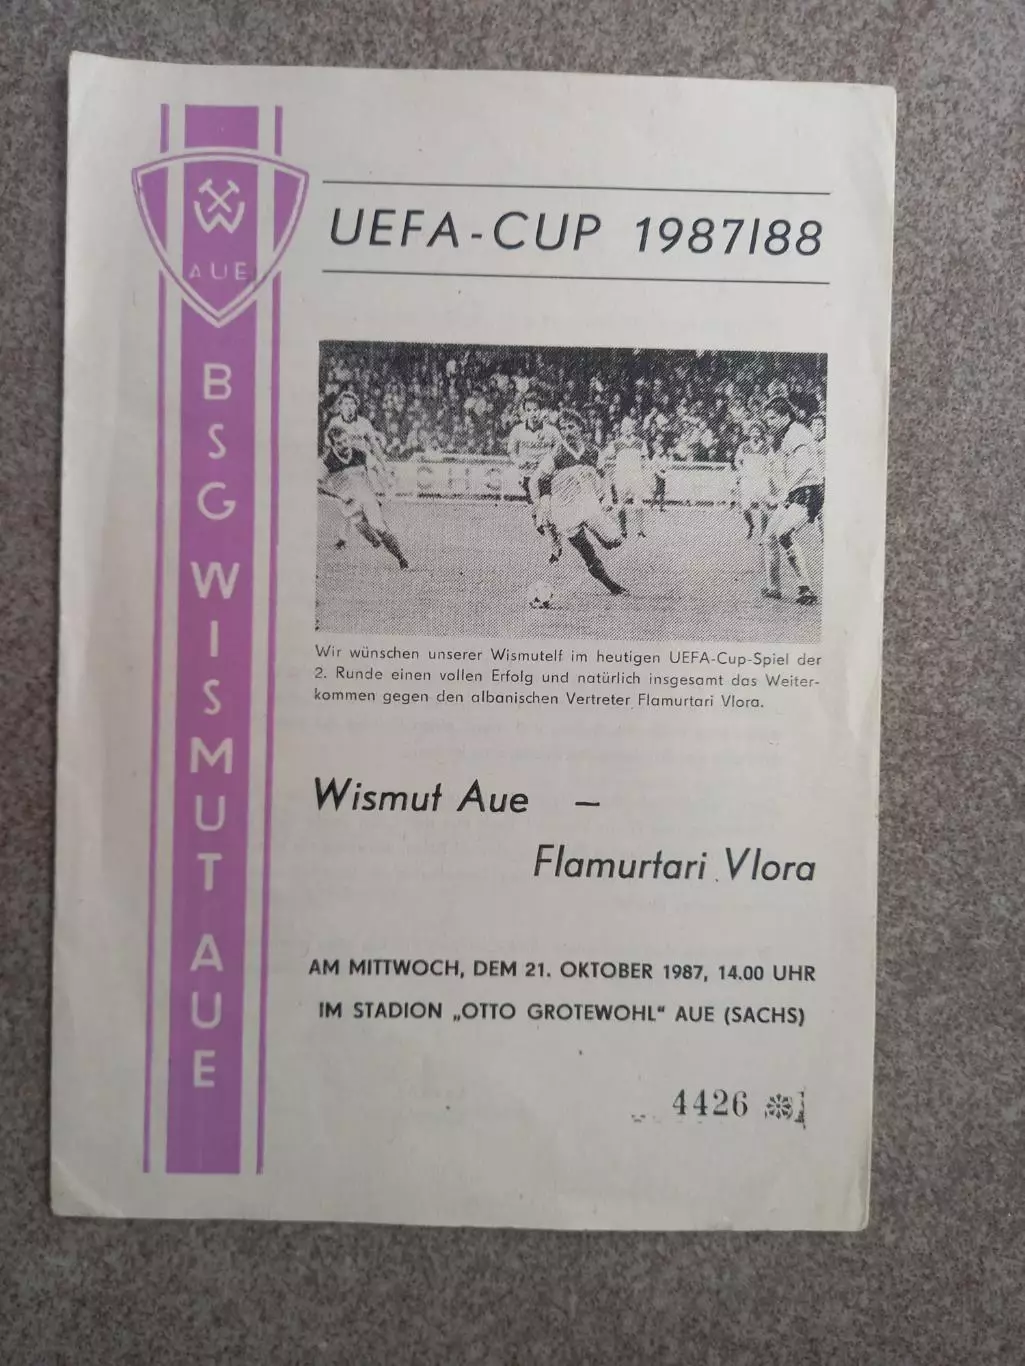 W
AUE
BSG WISMUT AUE
UEFA-CUP 1987/88
Wir wünschen unserer Wismutelf im heutigen UEFA-Cup-Spiel der
2. Runde einen vollen Erfolg und natürlich insgesamt das Weiter-
kommen gegen den albanischen Vertreter Flamurtari Vlora.
Wismut Aue –
Flamurtari Vlora
AM MITTWOCH, DEM 21. OKTOBER 1987, 14.00 UHR
IM STADION „OTTO GROTEWOHL" AUE (SACHS)
4426